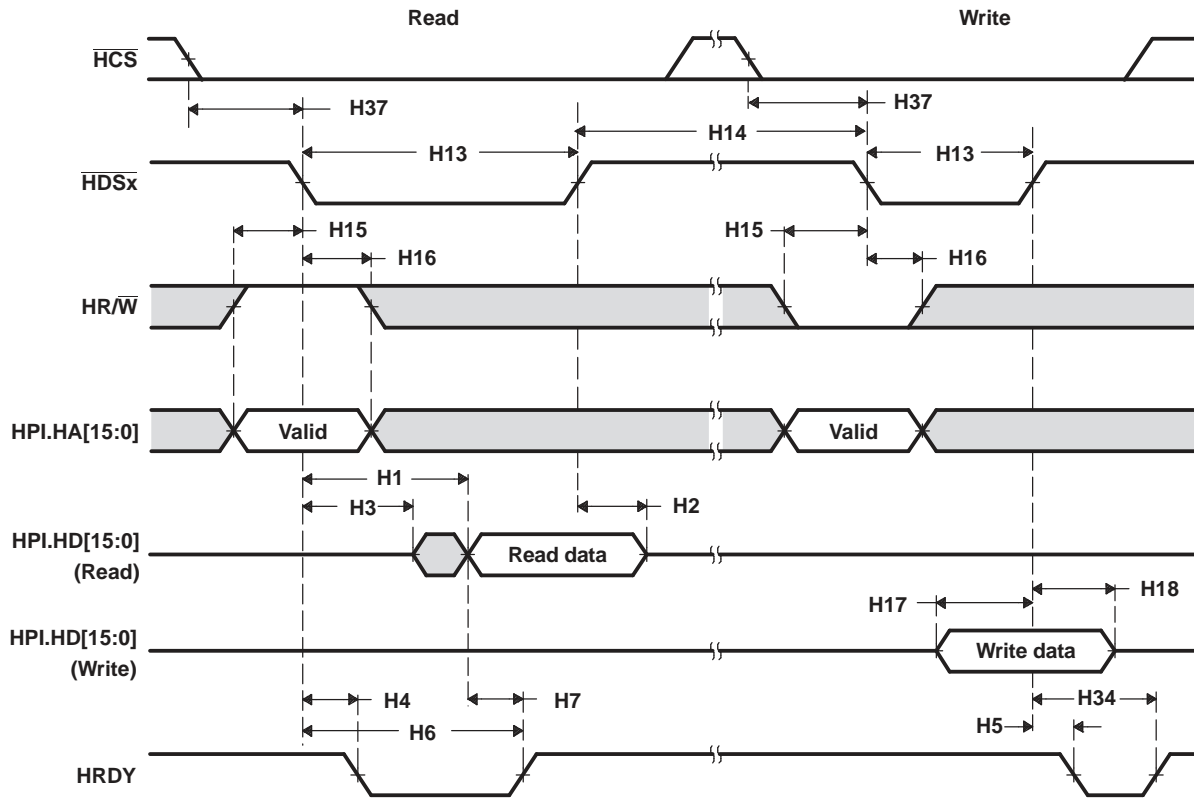 Read Write
HCS
H37 H37
H14
H13 H13
HDSx
H15 H15
H16 H16
HR/W
HPI.HA[15:0] Valid Valid
H1
H3 H2
HPI.HD[15:0]
(Read)
Read data
H17 H18
HPI.HD[15:0]
(Write)
Write data
H4 H7 H34
H6 H5
HRDY